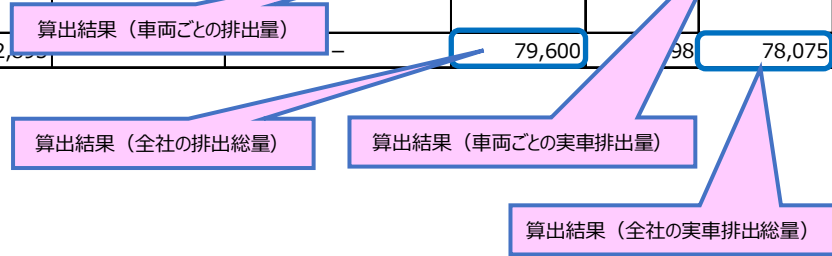 算出結果（車両ごとの排出量）
－ 79,600 98 78,075
算出結果（全社の排出総量）
算出結果（車両ごとの実車排出量）
算出結果（全社の実車排出総量）